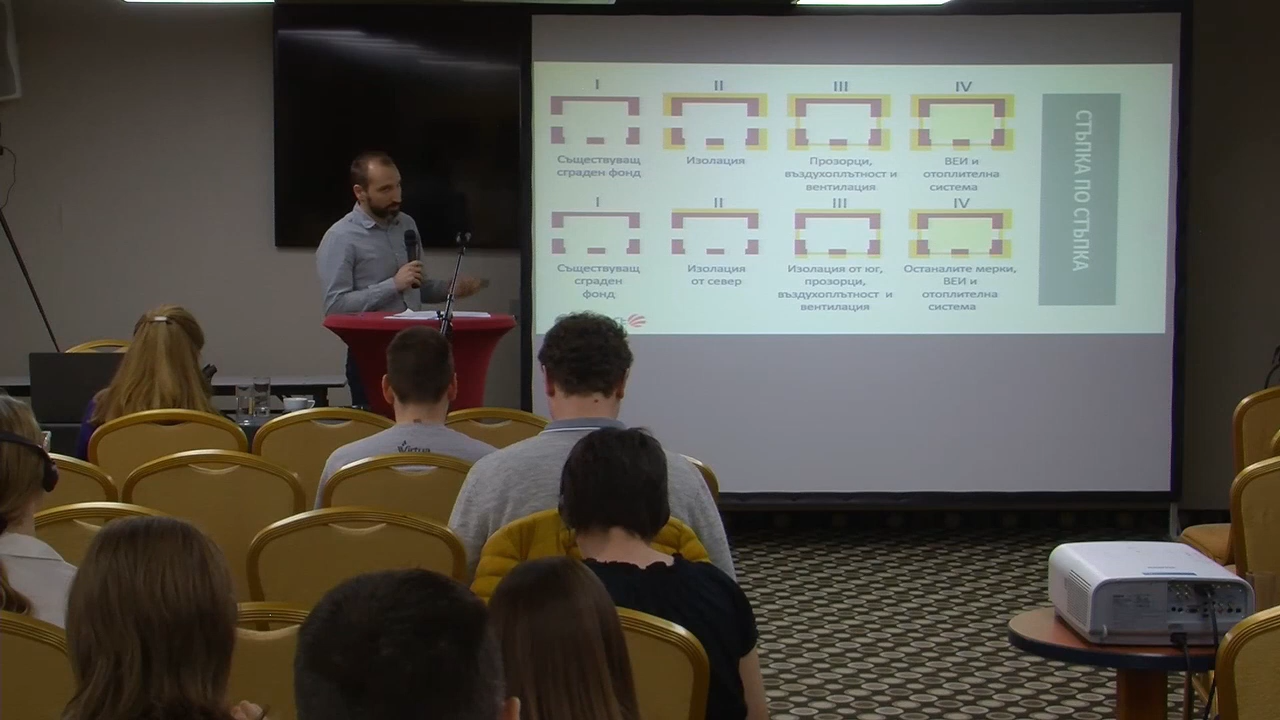 I II III IV
Съществуващ
сграден фонд
Изолация
Прозорци,
въздухоплътност и
вентилация
ВЕИ и
отоплителна
система
I II III IV
Съществуващ
сграден
фонд
Изолация
от север
Изолация от юг,
прозорци,
въздухоплътност и
вентилация
Останалите мерки,
ВЕИ и
отоплителна
система
СТЪПКА ПО СТЪПКА